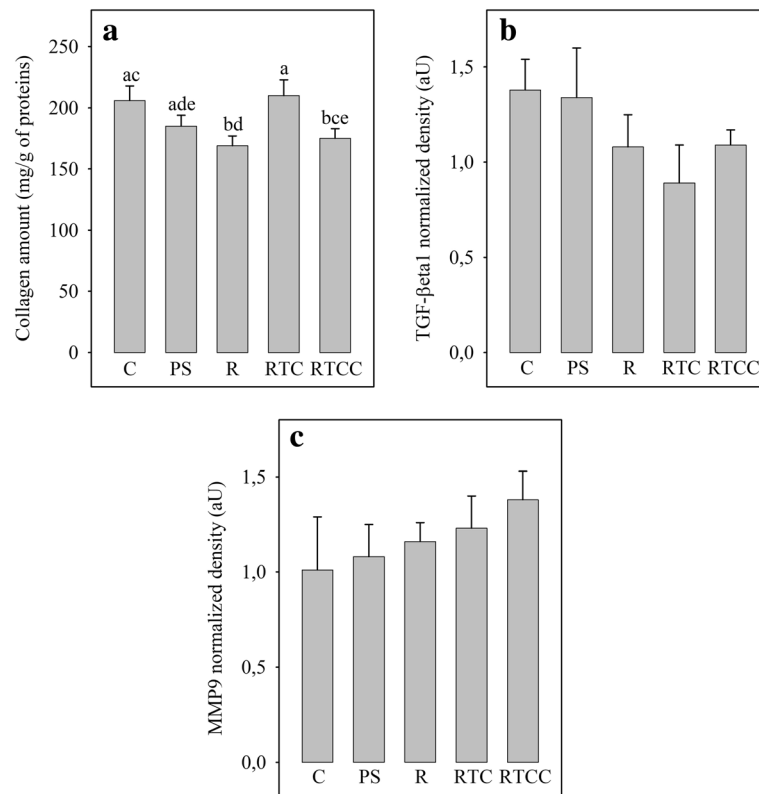 a
Collagen amount (mg/g of proteins)
250
200
150
100
50
0
ac
ade
bd
a
bce
C PS R RTC RTCC
b
TGF-βeta1 normalized density (aU)
1,5
1,0
0,5
0,0
C PS R RTC RTCC
c
MMP9 normalized density (aU)
1,5
1,0
0,5
0,0
C PS R RTC RTCC